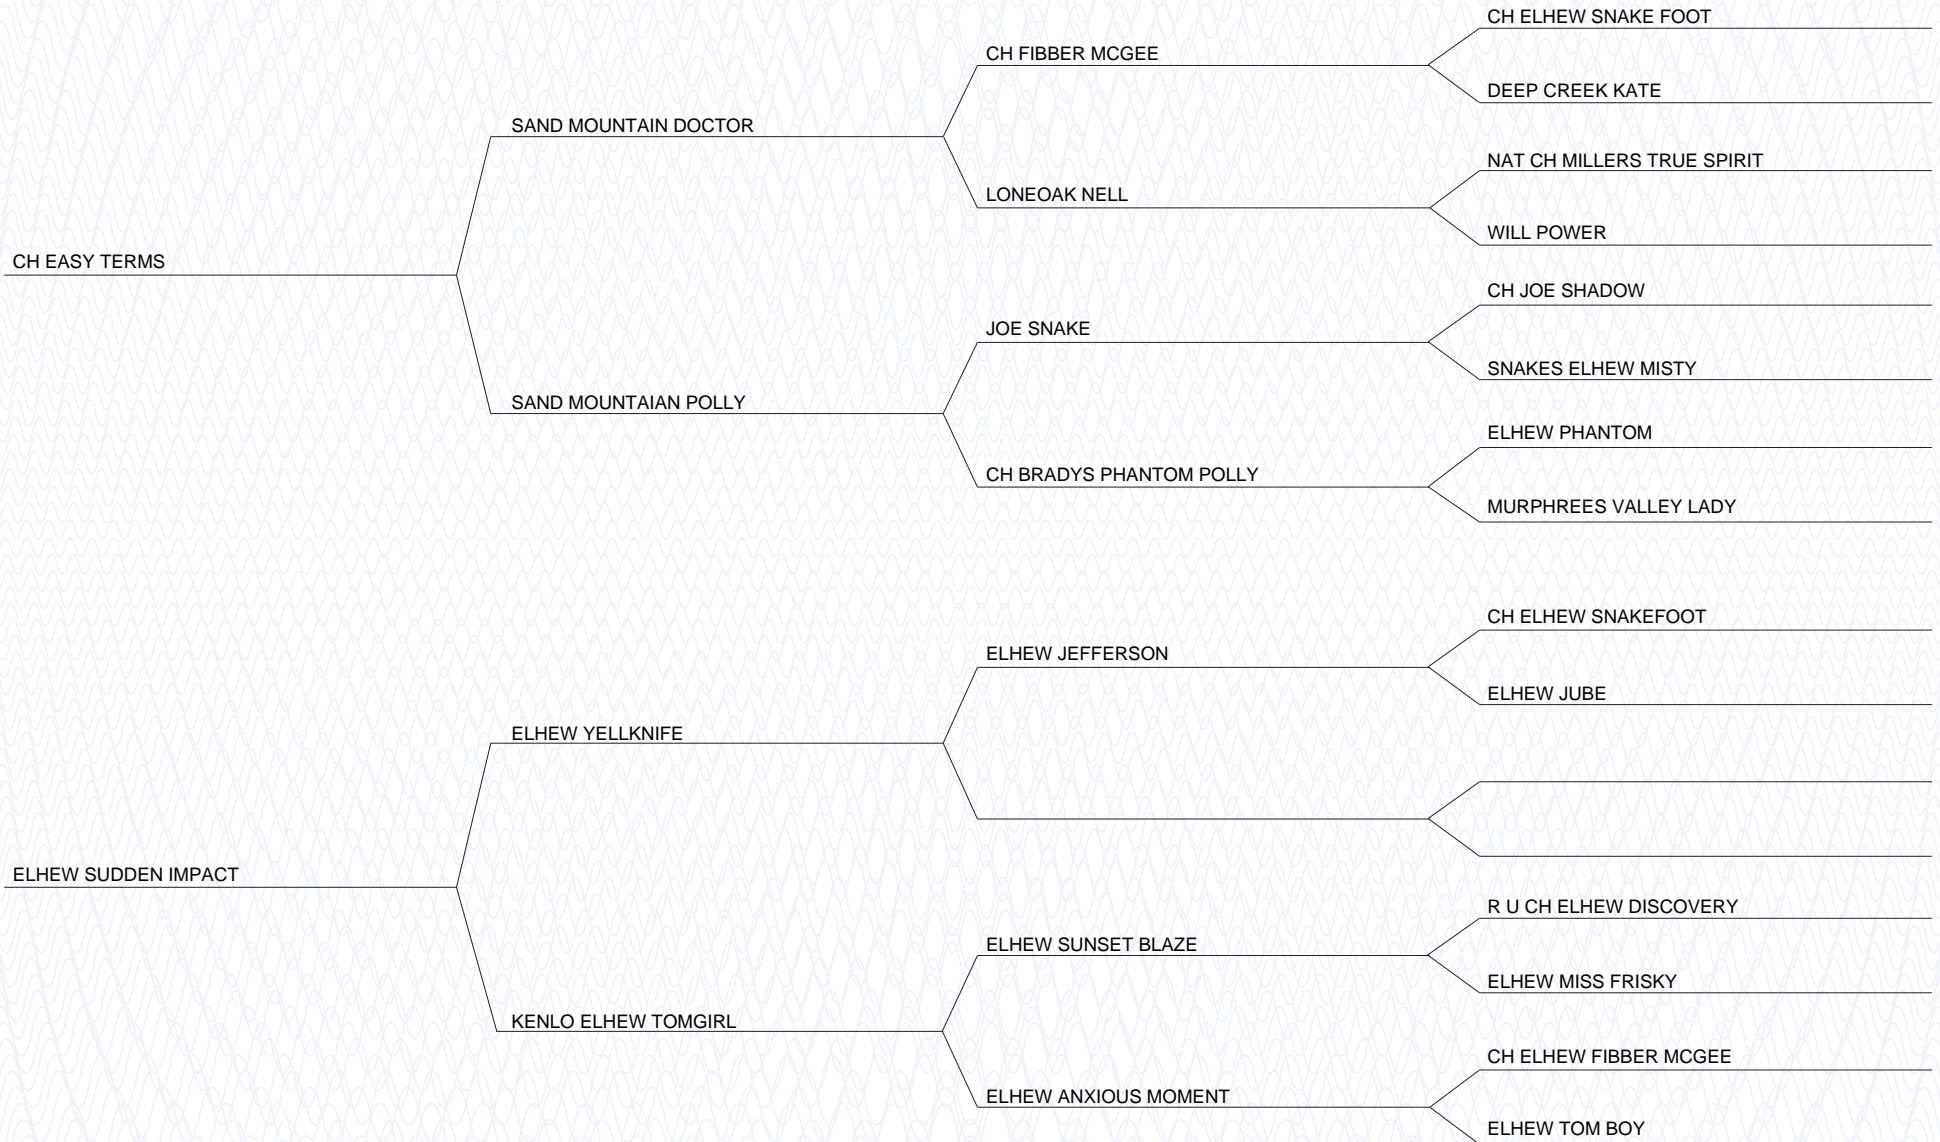 CH ELHEW SNAKE FOOT
CH FIBBER MCGEE
DEEP CREEK KATE
SAND MOUNTAIN DOCTOR
NAT CH MILLERS TRUE SPIRIT
LONEOAK NELL
WILL POWER
CH EASY TERMS
CH JOE SHADOW
JOE SNAKE
SNAKES ELHEW MISTY
SAND MOUNTAIAN POLLY
ELHEW PHANTOM
CH BRADYS PHANTOM POLLY
MURPHREES VALLEY LADY
CH ELHEW SNAKEFOOT
ELHEW JEFFERSON
ELHEW JUBE
ELHEW YELLKNIFE
ELHEW SUDDEN IMPACT
R U CH ELHEW DISCOVERY
ELHEW SUNSET BLAZE
ELHEW MISS FRISKY
KENLO ELHEW TOMGIRL
CH ELHEW FIBBER MCGEE
ELHEW ANXIOUS MOMENT
ELHEW TOM BOY